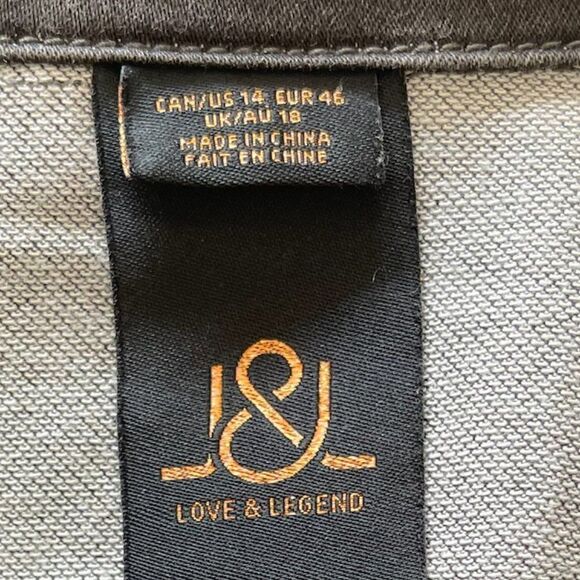 CAN/US 14 EUR 46
UK/AU 18
MADE IN CHINA
FAIT EN CHINE
L&L
LOVE & LEGEND